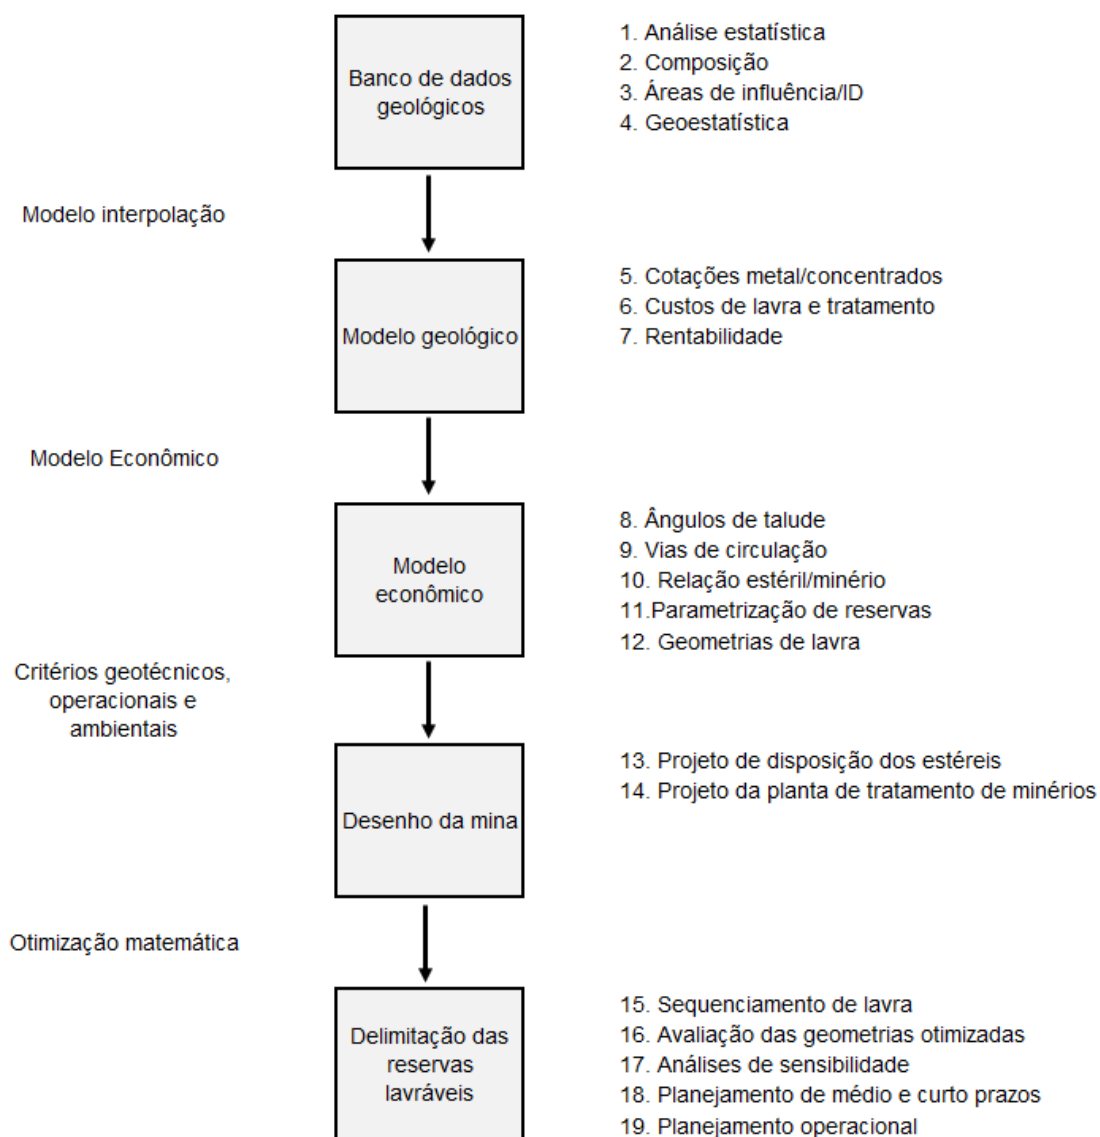 Banco de dados
geológicos
1. Análise estatística
2. Composição
3. Áreas de influência/ID
4. Geoestatística
Modelo interpolação
Modelo geológico
5. Cotações metal/concentrados
6. Custos de lavra e tratamento
7. Rentabilidade
Modelo Econômico
Modelo
econômico
8. Ângulos de talude
9. Vias de circulação
10. Relação estéril/minério
11.Parametrização de reservas
12. Geometrias de lavra
Critérios geotécnicos,
operacionais e
ambientais
Desenho da mina
13. Projeto de disposição dos estéreis
14. Projeto da planta de tratamento de minérios
Otimização matemática
Delimitação das
reservas
lavráveis
15. Sequenciamento de lavra
16. Avaliação das geometrias otimizadas
17. Análises de sensibilidade
18. Planejamento de médio e curto prazos
19. Planejamento operacional